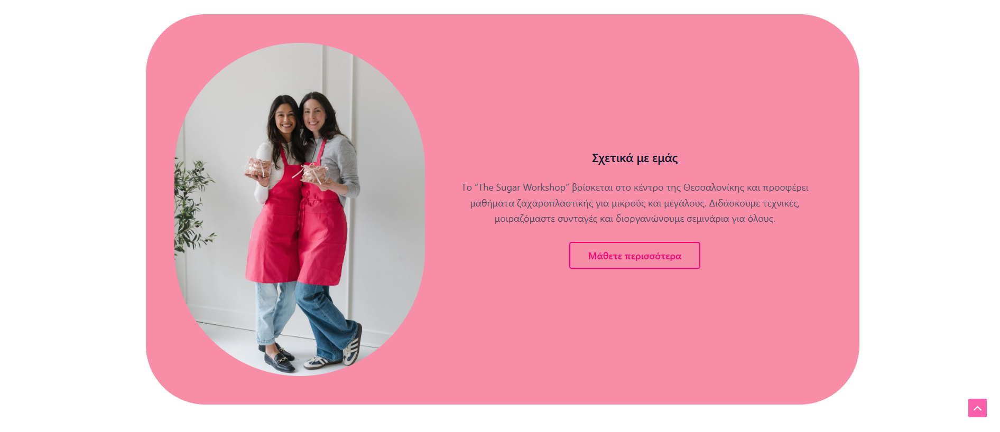 Σχετικά με εμάς
Το “The Sugar Workshop” βρίσκεται στο κέντρο της Θεσσαλονίκης και προσφέρει
μαθήματα ζαχαροπλαστικής για μικρούς και μεγάλους. Διδάσκουμε τεχνικές,
μοιραζόμαστε συνταγές και διοργανώνουμε σεμινάρια για όλους.
Μάθετε περισσότερα